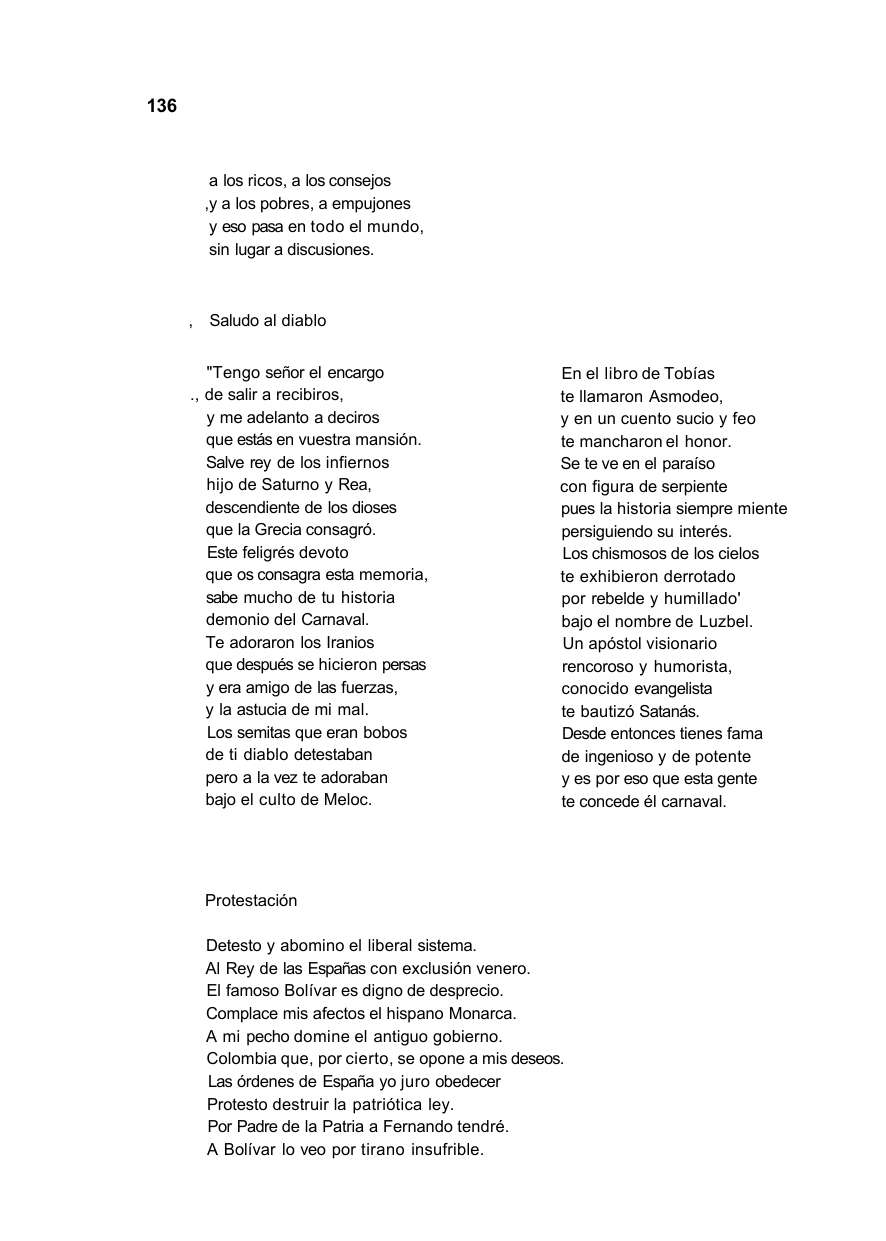 136
a los ricos, a los consejos
,y a los pobres, a empujones
y eso pasa en todo el mundo,
sin lugar a discusiones.
, Saludo al diablo
"Tengo señor el encargo
., de salir a recibiros,
y me adelanto a deciros
que estás en vuestra mansión.
Salve rey de los infiernos
hijo de Saturno y Rea,
descendiente de los dioses
que la Grecia consagró.
Este feligrés devoto
que os consagra esta memoria,
sabe mucho de tu historia
demonio del Carnaval.
Te adoraron los Iranios
que después se hicieron persas
y era amigo de las fuerzas,
y la astucia de mi mal.
Los semitas que eran bobos
de ti diablo detestaban
pero a la vez te adoraban
bajo el culto de Meloc.
En el libro de Tobías
te llamaron Asmodeo,
y en un cuento sucio y feo
te mancharon el honor.
Se te ve en el paraíso
con figura de serpiente
pues la historia siempre miente
persiguiendo su interés.
Los chismosos de los cielos
te exhibieron derrotado
por rebelde y humillado'
bajo el nombre de Luzbel.
Un apóstol visionario
rencoroso y humorista,
conocido evangelista
te bautizó Satanás.
Desde entonces tienes fama
de ingenioso y de potente
y es por eso que esta gente
te concede él carnaval.
Protestación
Detesto y abomino el liberal sistema.
Al Rey de las Españas con exclusión venero.
El famoso Bolívar es digno de desprecio.
Complace mis afectos el hispano Monarca.
A mi pecho domine el antiguo gobierno.
Colombia que, por cierto, se opone a mis deseos.
Las órdenes de España yo juro obedecer
Protesto destruir la patriótica ley.
Por Padre de la Patria a Fernando tendré.
A Bolívar lo veo por tirano insufrible.